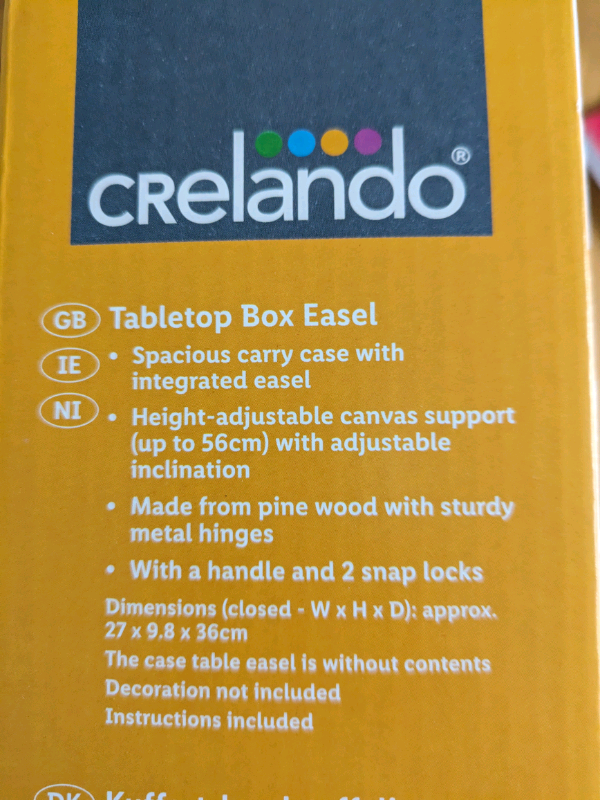 crelando®
GB Tabletop Box Easel
IE • Spacious carry case with
integrated easel
NI • Height-adjustable canvas support
(up to 56cm) with adjustable
inclination
• Made from pine wood with sturdy
metal hinges
• With a handle and 2 snap locks
Dimensions (closed - W x H x D): approx.
27 x 9.8 x 36cm
The case table easel is without contents
Decoration not included
Instructions included
DK